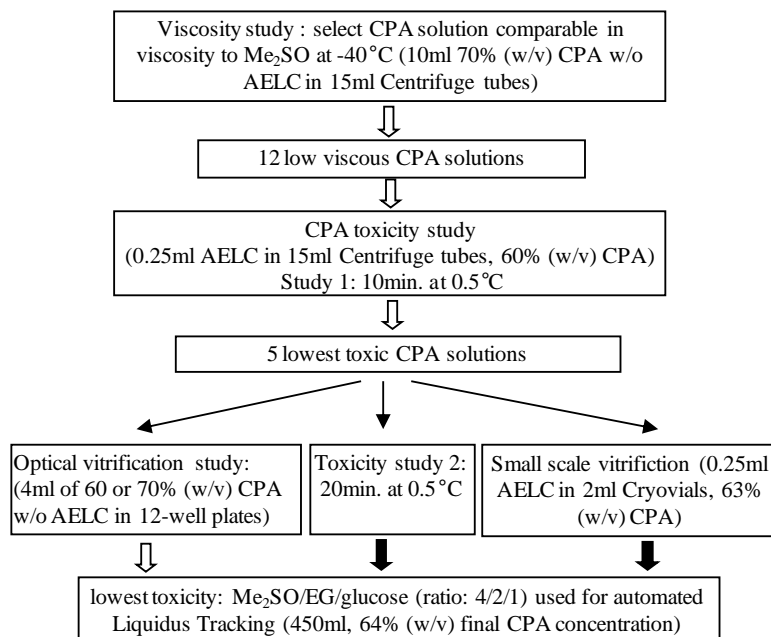 Viscosity study : select CPA solution comparable in
viscosity to Me₂SO at -40°C (10ml 70% (w/v) CPA w/o
AELC in 15ml Centrifuge tubes)
12 low viscous CPA solutions
CPA toxicity study
(0.25ml AELC in 15ml Centrifuge tubes, 60% (w/v) CPA)
Study 1: 10min. at 0.5°C
5 lowest toxic CPA solutions
Optical vitrification study:
(4ml of 60 or 70% (w/v) CPA
w/o AELC in 12-well plates)
Toxicity study 2:
20min. at 0.5°C
Small scale vitrifiction (0.25ml
AELC in 2ml Cryovials, 63%
(w/v) CPA)
lowest toxicity: Me₂SO/EG/glucose (ratio: 4/2/1) used for automated
Liquidus Tracking (450ml, 64% (w/v) final CPA concentration)